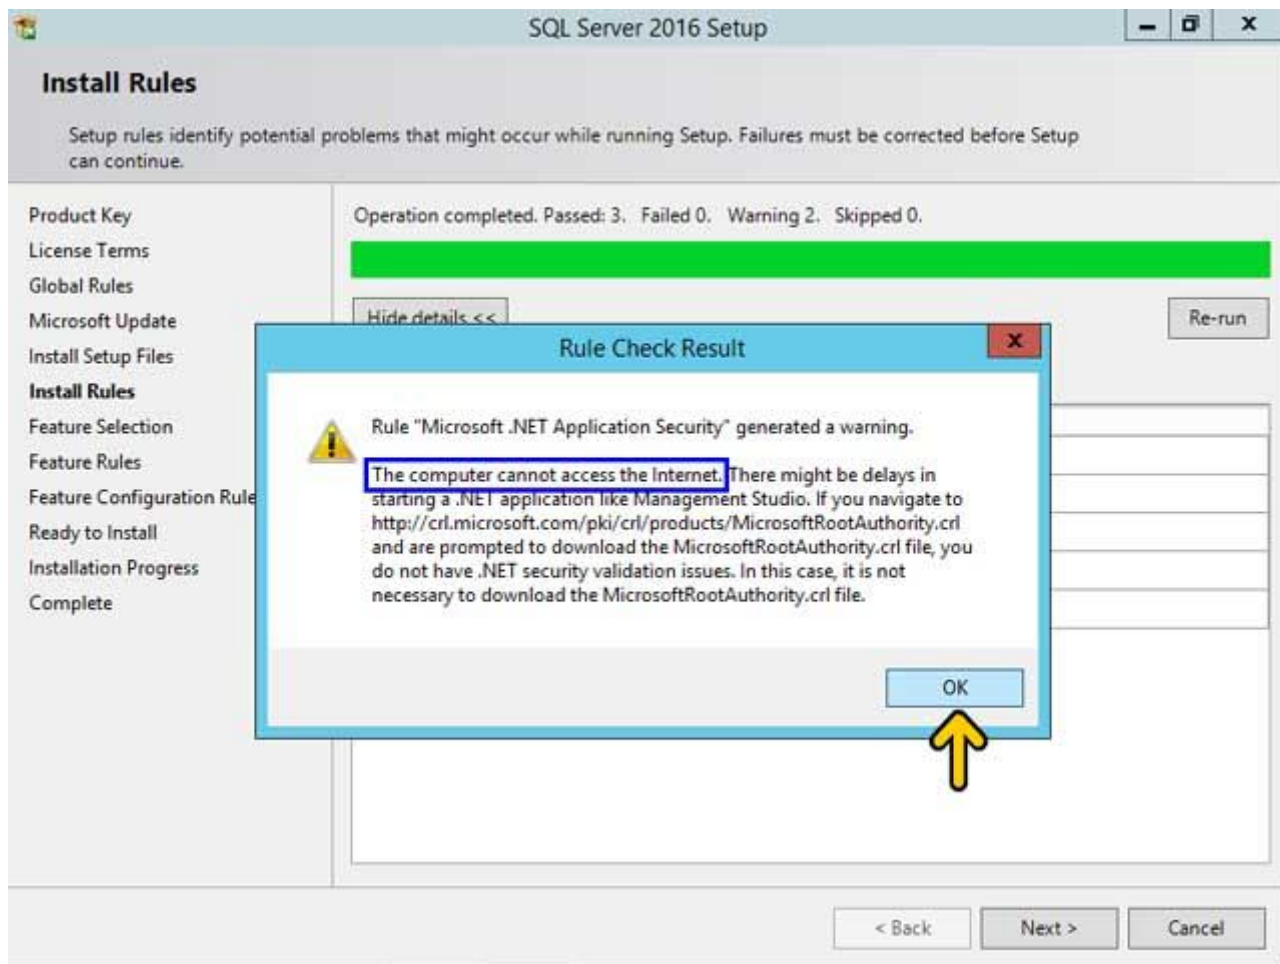 SQL Server 2016 Setup
Install Rules
Setup rules identify potential problems that might occur while running Setup. Failures must be corrected before Setup
can continue.
Product Key
License Terms
Global Rules
Microsoft Update
Install Setup Files
Install Rules
Feature Selection
Feature Rules
Feature Configuration Rule
Ready to Install
Installation Progress
Complete
Operation completed. Passed: 3.   Failed 0.   Warning 2.   Skipped 0.
Hide details <<
Re-run
Rule Check Result
Rule "Microsoft .NET Application Security" generated a warning.
The computer cannot access the Internet. There might be delays in
starting a .NET application like Management Studio. If you navigate to
http://crl.microsoft.com/pki/crl/products/MicrosoftRootAuthority.crl
and are prompted to download the MicrosoftRootAuthority.crl file, you
do not have .NET security validation issues. In this case, it is not
necessary to download the MicrosoftRootAuthority.crl file.
OK
< Back
Next >
Cancel